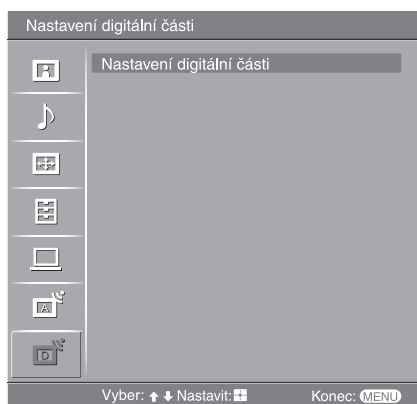 Nastavení digitální části
Nastavení digitální části
A
D
Vyber: Nastavit: Konec: MENU